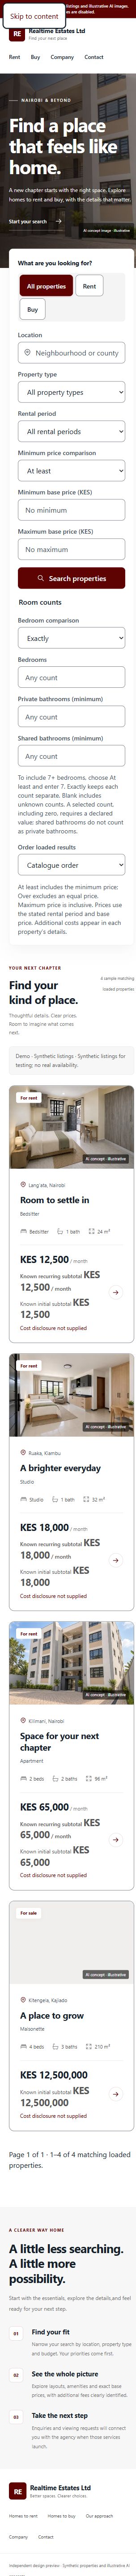 Skip to content
listings and illustrative AI images.
es are disabled.
RE
Realtime Estates Ltd
Find your next place
Rent Buy Company Contact
NAIROBI & BEYOND
Find a place
that feels like
home.
A new chapter starts with the right space. Explore
homes to rent and buy, with the details that matter.
Start your search
AI concept image · Illustrative
What are you looking for?
All properties Rent
Buy
Location
Neighbourhood or county
Property type
All property types
Rental period
All rental periods
Minimum price comparison
At least
Minimum base price (KES)
No minimum
Maximum base price (KES)
No maximum
Search properties
Room counts
Bedroom comparison
Exactly
Bedrooms
Any count
Private bathrooms (minimum)
Any count
Shared bathrooms (minimum)
Any count
To include 7+ bedrooms, choose At
least and enter 7. Exactly keeps each
count separate. Blank includes
unknown counts. A selected count,
including zero, requires a declared
value; shared bathrooms do not count
as private bathrooms.
Order loaded results
Catalogue order
At least includes the minimum price;
Over excludes an equal price.
Maximum price is inclusive. Prices use
the stated rental period and base
price. Additional costs appear in each
property's details.
YOUR NEXT CHAPTER
Find your
kind of place.
4 sample matching
loaded properties
Thoughtful details. Clear prices.
Room to imagine what comes
next.
Demo · Synthetic listings · Synthetic listings for
testing; no real availability.
For rent
AI concept · Illustrative
Lang'ata, Nairobi
Room to settle in
Bedsitter
Bedsitter 1 bath 24 m²
KES 12,500 / month
Known recurring subtotal KES
12,500 / month
Known initial subtotal KES
12,500
Cost disclosure not supplied
For rent
AI concept · Illustrative
Ruaka, Kiambu
A brighter everyday
Studio
Studio 1 bath 32 m²
KES 18,000 / month
Known recurring subtotal KES
18,000 / month
Known initial subtotal KES
18,000
Cost disclosure not supplied
For rent
AI concept · Illustrative
Kilimani, Nairobi
Space for your next
chapter
Apartment
2 beds 2 baths 98 m²
KES 65,000 / month
Known recurring subtotal KES
65,000 / month
Known initial subtotal KES
65,000
Cost disclosure not supplied
For sale
AI concept · Illustrative
Kitengela, Kajiado
A place to grow
Maisonette
4 beds 3 baths 210 m²
KES 12,500,000
Known initial subtotal KES
12,500,000
Cost disclosure not supplied
Page 1 of 1 · 1–4 of 4 matching loaded
properties.
A CLEARER WAY HOME
A little less searching.
A little more
possibility.
Start with the essentials, explore the details,and feel
ready for your next step.
01 Find your fit
Narrow your search by location, property type
and budget. Your priorities come first.
02 See the whole picture
Explore layouts, amenities and exact base
prices, with additional fees clearly identified.
03 Take the next step
Enquiries and viewing requests will connect
you with the agency when those services
launch.
RE
Realtime Estates Ltd
Better spaces. Clearer choices.
Homes to rent Homes to buy Our approach
Company Contact
Independent design preview · Synthetic properties and illustrative AI